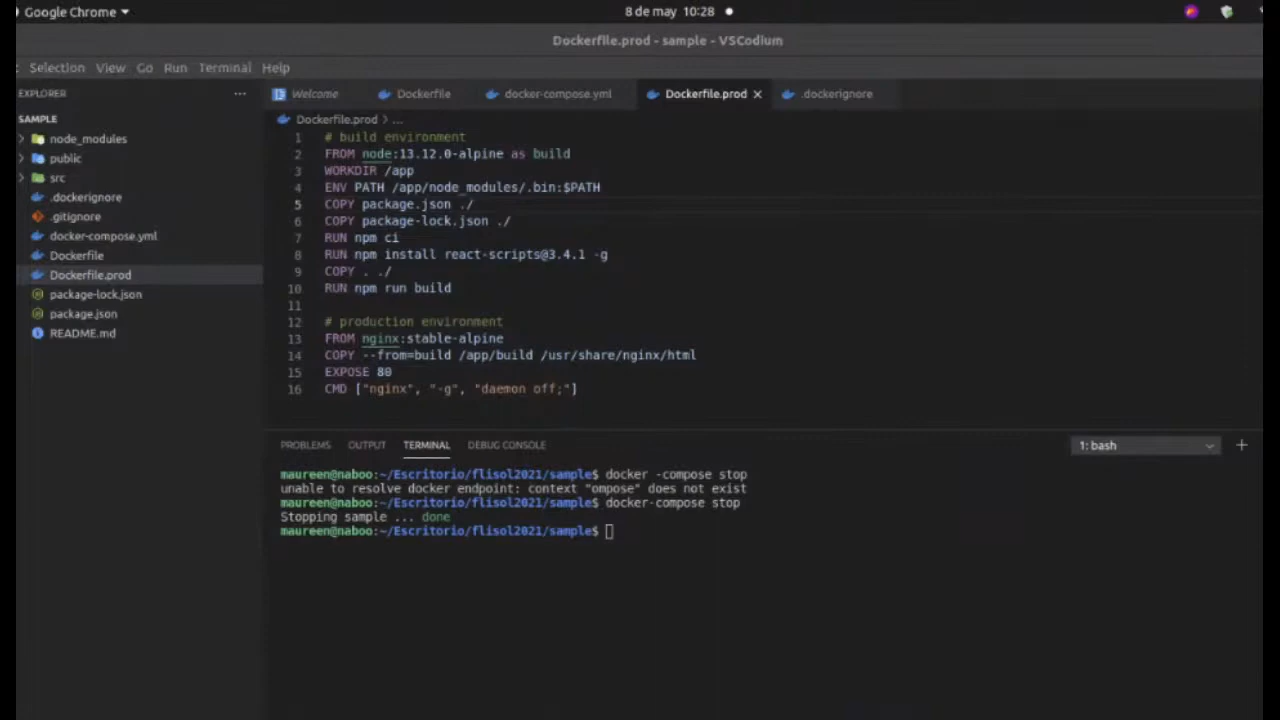 Google Chrome
8 de may 10:28
Dockerfile.prod - sample - VSCodium
Selection View Go Run Terminal Help
EXPLORER
Welcome
Dockerfile
docker-compose.yml
Dockerfile.prod
.dockerignore
SAMPLE
node_modules
public
src
.dockerignore
.gitignore
docker-compose.yml
Dockerfile
Dockerfile.prod
package-lock.json
package.json
README.md
Dockerfile.prod > ...
1 # build environment
2 FROM node:13.12.0-alpine as build
3 WORKDIR /app
4 ENV PATH /app/node_modules/.bin:$PATH
5 COPY package.json ./
6 COPY package-lock.json ./
7 RUN npm ci
8 RUN npm install react-scripts@3.4.1 -g
9 COPY . ./
10 RUN npm run build
11
12 # production environment
13 FROM nginx:stable-alpine
14 COPY --from=build /app/build /usr/share/nginx/html
15 EXPOSE 80
16 CMD ["nginx", "-g", "daemon off;"]
PROBLEMS OUTPUT TERMINAL DEBUG CONSOLE
1: bash
maureen@naboo:~/Escritorio/flisol2021/sample$ docker -compose stop
unable to resolve docker endpoint: context "ompose" does not exist
maureen@naboo:~/Escritorio/flisol2021/sample$ docker-compose stop
Stopping sample ... done
maureen@naboo:~/Escritorio/flisol2021/sample$